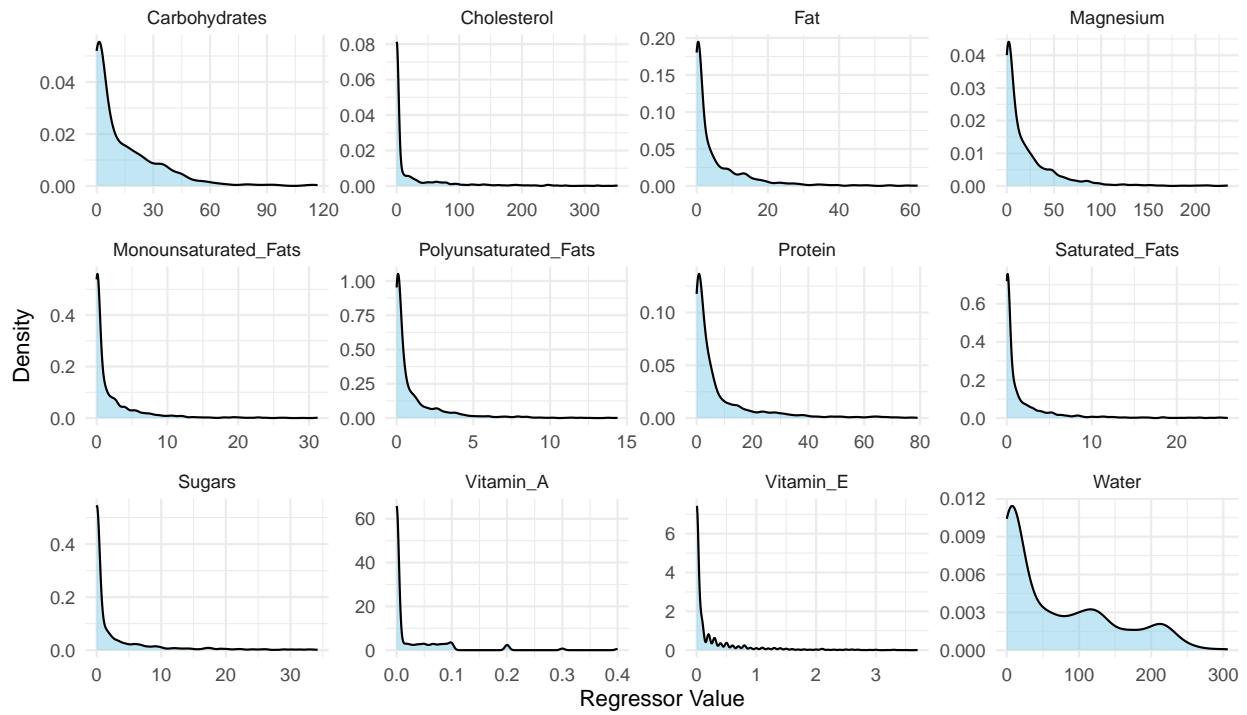 Carbohydrates Cholesterol Fat Magnesium
0.04 0.02 0.00
0.08 0.06 0.04 0.02 0.00
0.20 0.15 0.10 0.05 0.00
0.04 0.03 0.02 0.01 0.00
0 30 60 90 120
0 100 200 300
0 20 40 60
0 50 100 150 200
Monounsaturated_Fats Polyunsaturated_Fats Protein Saturated_Fats
0.4 0.2 0.0
1.00 0.75 0.50 0.25 0.00
0.10 0.05 0.00
0.6 0.4 0.2 0.0
0 10 20 30
0 5 10 15
0 20 40 60 80
0 10 20
Density
Sugars Vitamin_A Vitamin_E Water
0.4 0.2 0.0
60 40 20 0
6 4 2 0
0.012 0.009 0.006 0.003 0.000
0 10 20 30
0.0 0.1 0.2 0.3 0.4
0 1 2 3
0 100 200 300
Regressor Value